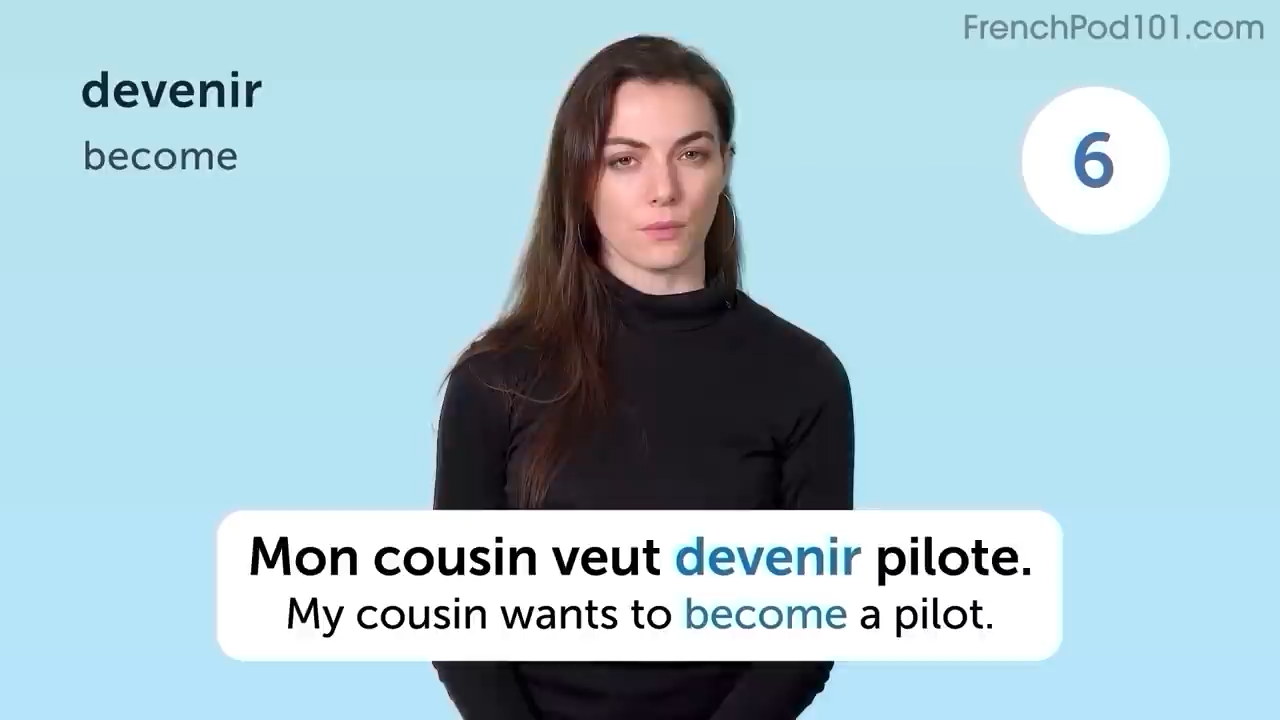 FrenchPod101.com
devenir
become
6
Mon cousin veut devenir pilote.
My cousin wants to become a pilot.